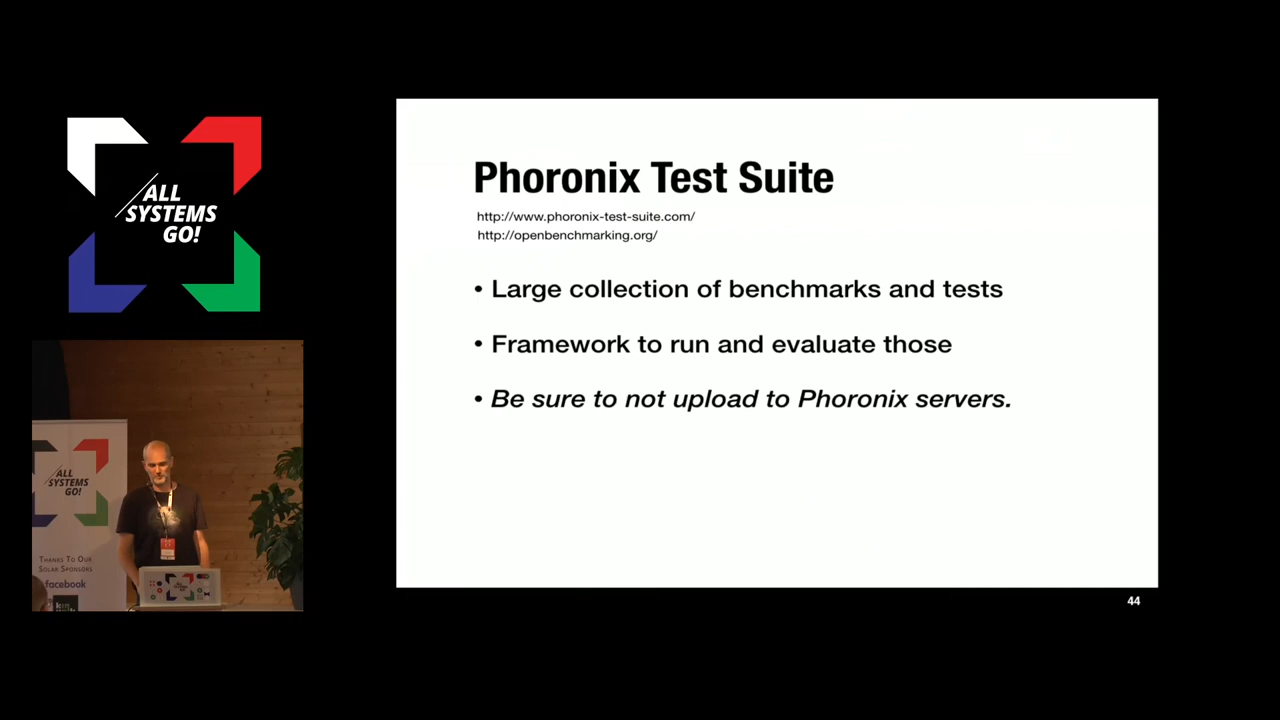 ALL
SYSTEMS
GO!
Phoronix Test Suite
http://www.phoronix-test-suite.com/
http://openbenchmarking.org/
• Large collection of benchmarks and tests
• Framework to run and evaluate those
• Be sure to not upload to Phoronix servers.
44
ALL
SYSTEMS
GO!
THANKS TO OUR
SOLAR SPONSORS
facebook